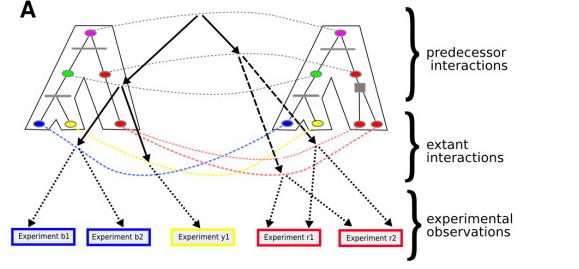 A
predecessor
interactions
extant
interactions
experimental
observations
Experiment b1
Experiment b2
Experiment y1
Experiment r1
Experiment r2